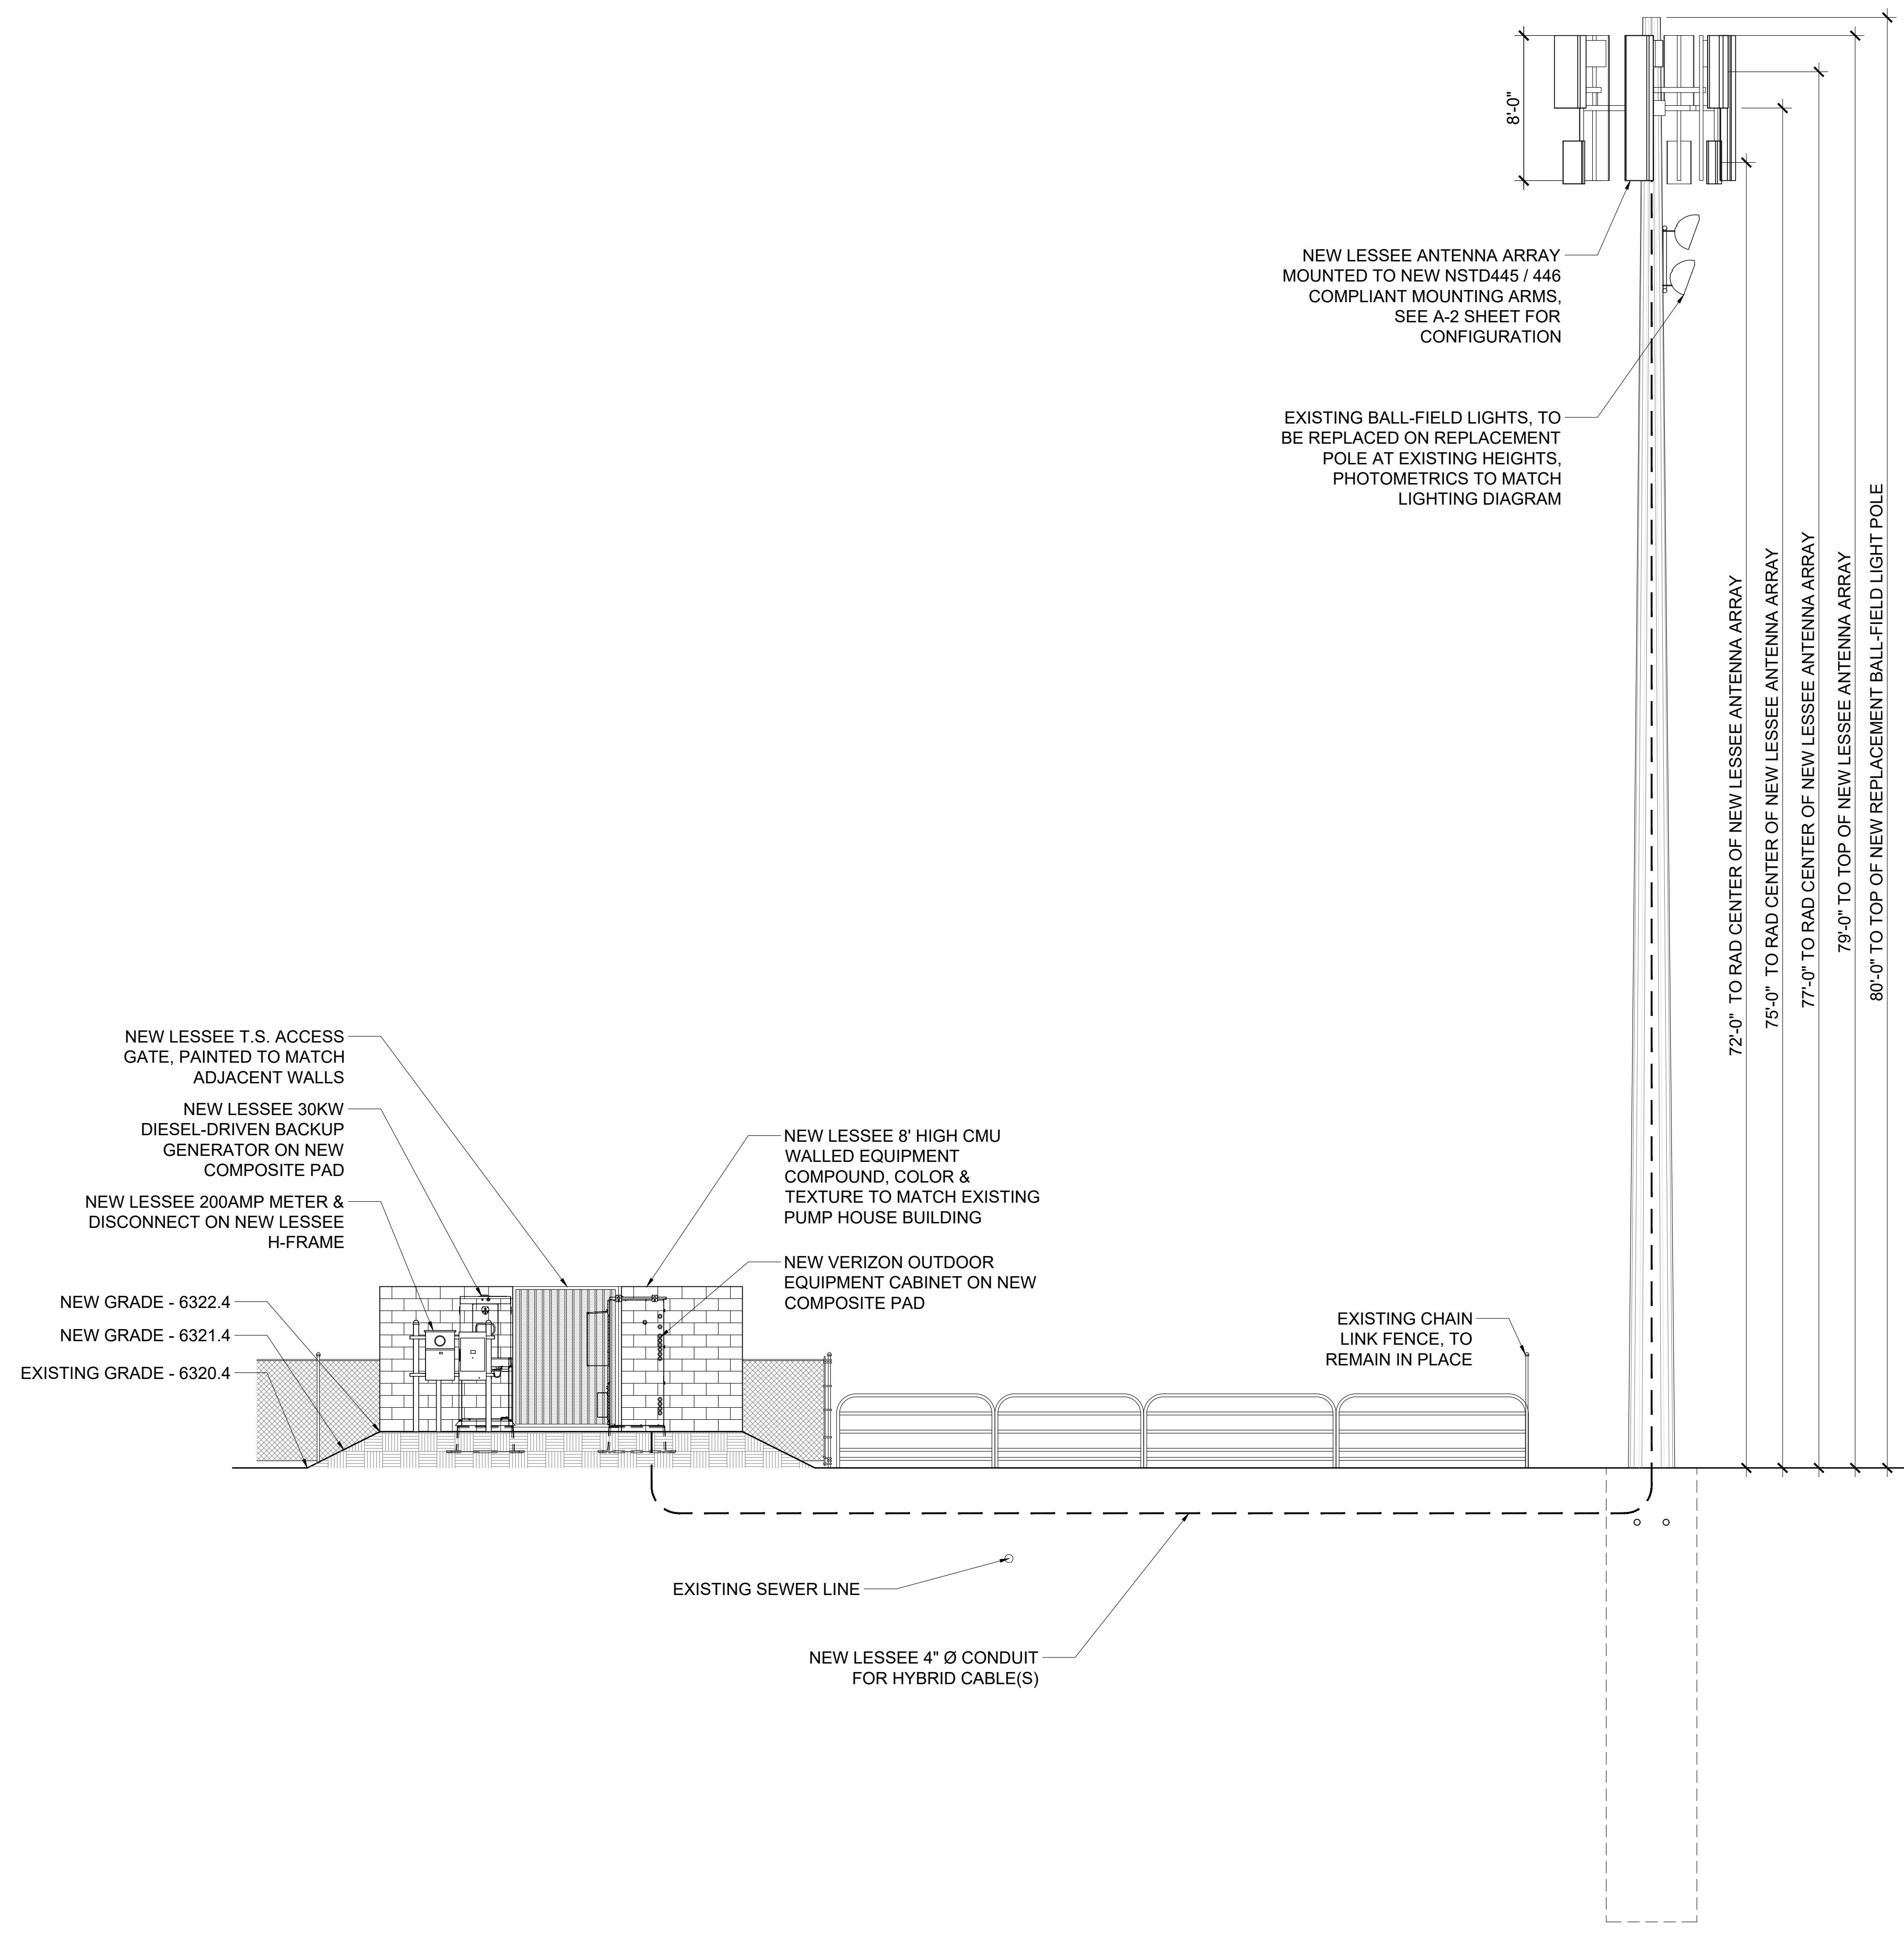 8'-0"
NEW LESSEE ANTENNA ARRAY
MOUNTED TO NEW NSTD445 / 446
COMPLIANT MOUNTING ARMS,
SEE A-2 SHEET FOR
CONFIGURATION
EXISTING BALL-FIELD LIGHTS, TO
BE REPLACED ON REPLACEMENT
POLE AT EXISTING HEIGHTS,
PHOTOMETRICS TO MATCH
LIGHTING DIAGRAM
72'-0" TO RAD CENTER OF NEW LESSEE ANTENNA ARRAY
75'-0" TO RAD CENTER OF NEW LESSEE ANTENNA ARRAY
77'-0" TO RAD CENTER OF NEW LESSEE ANTENNA ARRAY
79'-0" TO TOP OF NEW LESSEE ANTENNA ARRAY
80'-0" TO TOP OF NEW REPLACEMENT BALL-FIELD LIGHT POLE
NEW LESSEE T.S. ACCESS
GATE, PAINTED TO MATCH
ADJACENT WALLS
NEW LESSEE 30KW
DIESEL-DRIVEN BACKUP
GENERATOR ON NEW
COMPOSITE PAD
NEW LESSEE 200AMP METER &
DISCONNECT ON NEW LESSEE
H-FRAME
NEW GRADE - 6322.4
NEW GRADE - 6321.4
EXISTING GRADE - 6320.4
NEW LESSEE 8' HIGH CMU
WALLED EQUIPMENT
COMPOUND, COLOR &
TEXTURE TO MATCH EXISTING
PUMP HOUSE BUILDING
NEW VERIZON OUTDOOR
EQUIPMENT CABINET ON NEW
COMPOSITE PAD
EXISTING CHAIN
LINK FENCE, TO
REMAIN IN PLACE
EXISTING SEWER LINE
NEW LESSEE 4" Ø CONDUIT
FOR HYBRID CABLE(S)